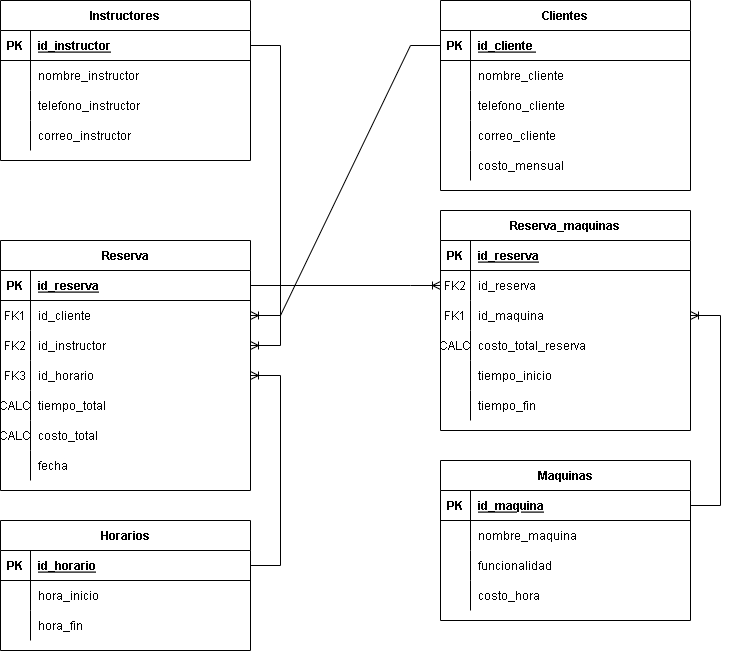 Instructores
PK id_instructor
nombre_instructor
telefono_instructor
correo_instructor
Clientes
PK id_cliente
nombre_cliente
telefono_cliente
correo_cliente
costo_mensual
Reserva
PK id_reserva
FK1 id_cliente
FK2 id_instructor
FK3 id_horario
CALC tiempo_total
CALC costo_total
fecha
Reserva_maquinas
PK id_reserva
FK2 id_reserva
FK1 id_maquina
CALC costo_total_reserva
tiempo_inicio
tiempo_fin
Horarios
PK id_horario
hora_inicio
hora_fin
Maquinas
PK id_maquina
nombre_maquina
funcionalidad
costo_hora